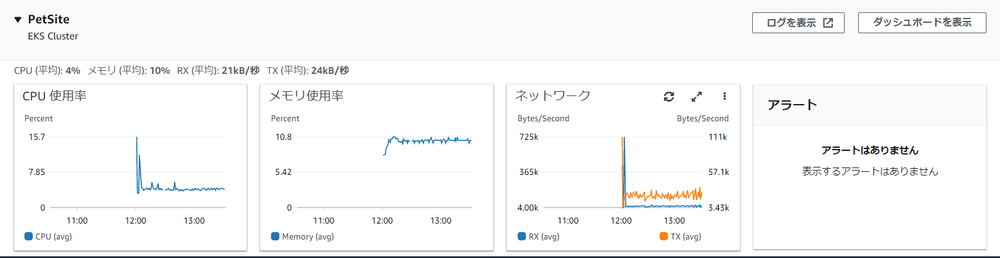 PetSite
EKS Cluster
ログを表示
ダッシュボードを表示
CPU (平均): 4% メモリ (平均): 10% RX (平均): 21kB/秒 TX (平均): 24kB/秒
CPU 使用率
Percent
15.7
7.85
0
11:00 12:00 13:00
CPU (avg)
メモリ使用率
Percent
10.8
5.42
0
11:00 12:00 13:00
Memory (avg)
ネットワーク
Bytes/Second Bytes/Second
725k 111k
365k 57.1k
4.00k 3.43k
11:00 12:00 13:00
RX (avg) TX (avg)
アラート
アラートはありません
表示するアラートはありません